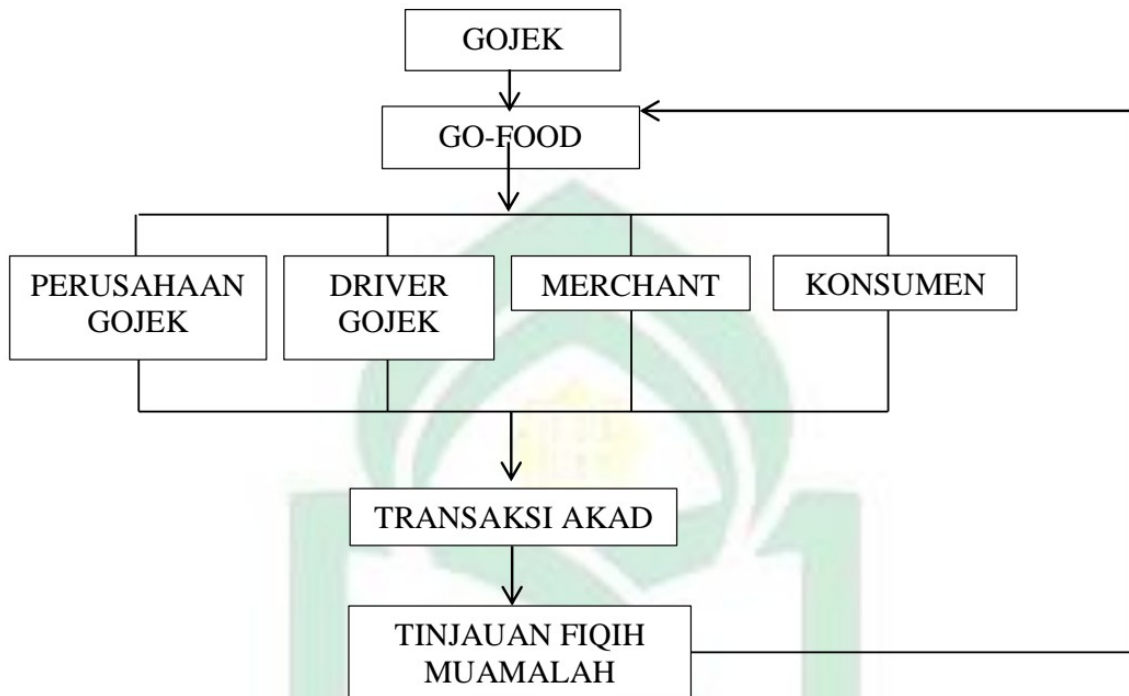 GOJEK
GO-FOOD
PERUSAHAAN
GOJEK
DRIVER
GOJEK
MERCHANT
KONSUMEN
TRANSAKSI AKAD
TINJAUAN FIQIH
MUAMALAH